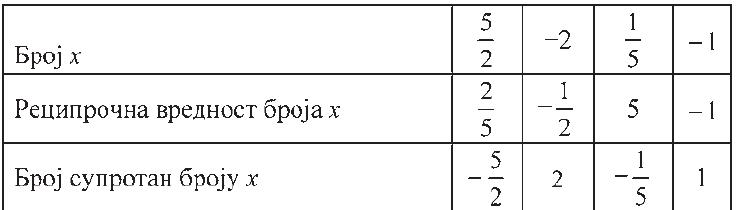 Број x 5/2 −2 1/5 −1
Реципрочна вредност броја x 2/5 −1/2 5 −1
Број супротан броју x −5/2 2 −1/5 1